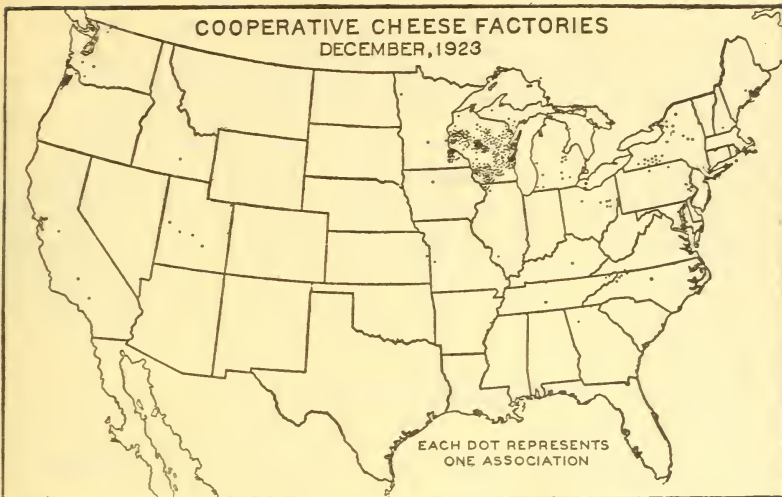 COOPERATIVE CHEESE FACTORIES
DECEMBER, 1923
EACH DOT REPRESENTS
ONE ASSOCIATION